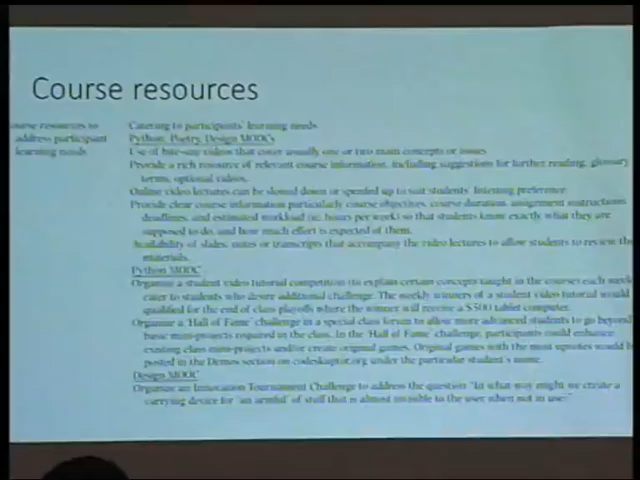 Course resources
ourse resources to
address participant
learning needs
Catering to participants' learning needs
Python, Poetry, Design MOOCs
Use of bite-size videos that cover usually one or two main concepts or issues
Provide a rich resource of relevant course information, including suggestions for further reading, glossary
terms, optional videos.
Online video lectures can be slowed down or speeded up to suit students' listening preference.
Provide clear course information particularly course objectives, course duration, assignment instructions
deadlines, and estimated workload (ie. hours per week) so that students know exactly what they are
supposed to do, and how much effort is expected of them.
Availability of slides, notes or transcripts that accompany the video lectures to allow students to review the
materials.
Python MOOC
Organize a student video tutorial competition (to explain certain concepts taught in the course) each week
cater to students who desire additional challenge. The weekly winners of a student video tutorial would
qualified for the end of class playoffs where the winner will receive a $500 tablet computer.
Organize a 'Hall of Fame' challenge in a special class forum to allow more advanced students to go beyond
basic mini-projects required in the class. In the 'Hall of Fame' challenge, participants could enhance
existing class mini-projects and/or create original games. Original games with the most upvotes would b
posted in the Demos section on codeskulptor.org under the particular student's name.
Design MOOC
Organize an Innovation Tournament Challenge to address the question "In what way might we create a
carrying device for 'an armful' of stuff that is almost invisible to the user when not in use?"